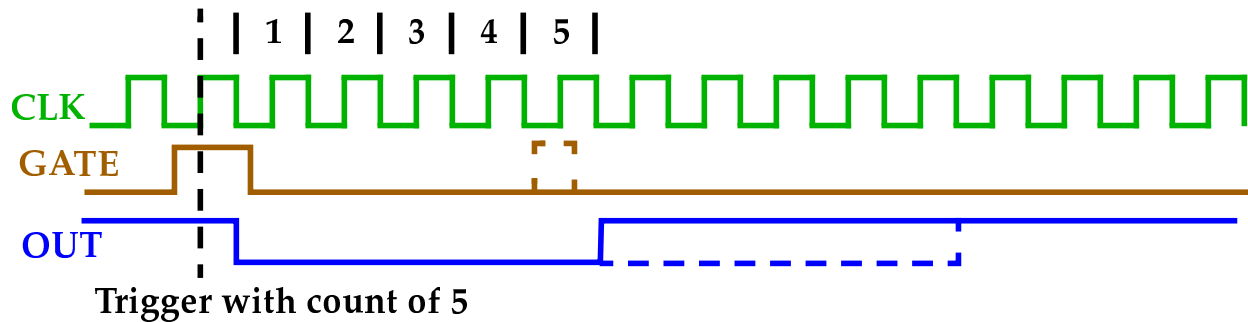 1 2 3 4 5
CLK
GATE
OUT
Trigger with count of 5